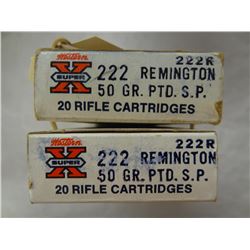 Western
X
SUPER
222R
222 REMINGTON
50 GR. PTD. S.P.
20 RIFLE CARTRIDGES
Western
X
SUPER
222R
222 REMINGTON
50 GR. PTD. S.P.
20 RIFLE CARTRIDGES